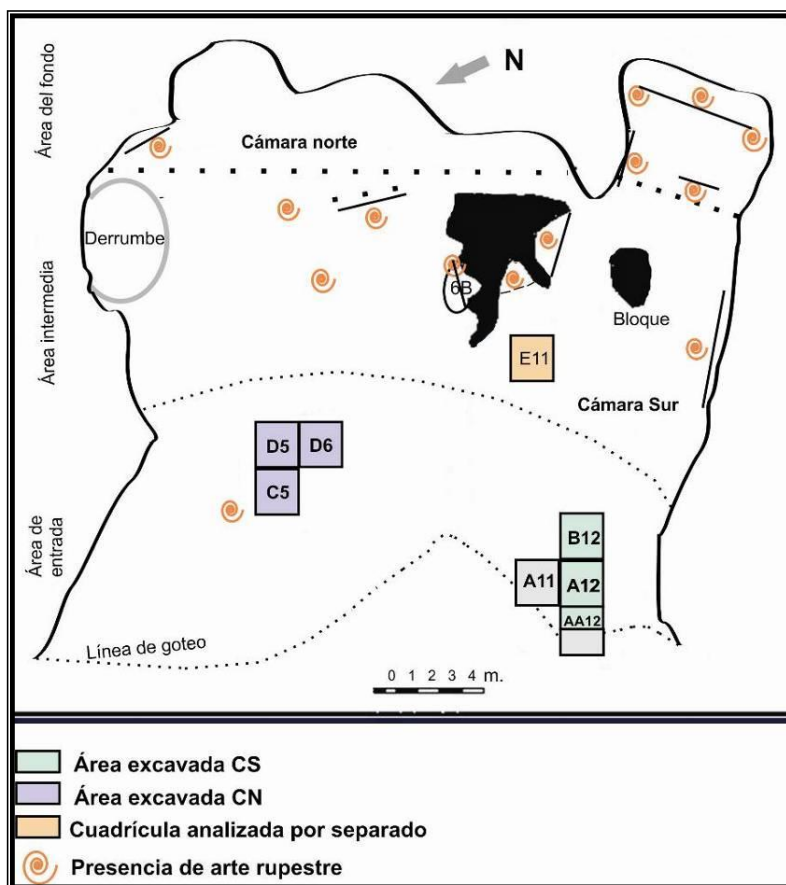 Área del fondo
N
Cámara norte
Derrumbe
Área intermedia
6B
Bloque
E11
Cámara Sur
D5
D6
C5
Área de
entrada
B12
A11
A12
AA12
Línea de goteo
0 1 2 3 4 m.
Área excavada CS
Área excavada CN
Cuadrícula analizada por separado
Presencia de arte rupestre